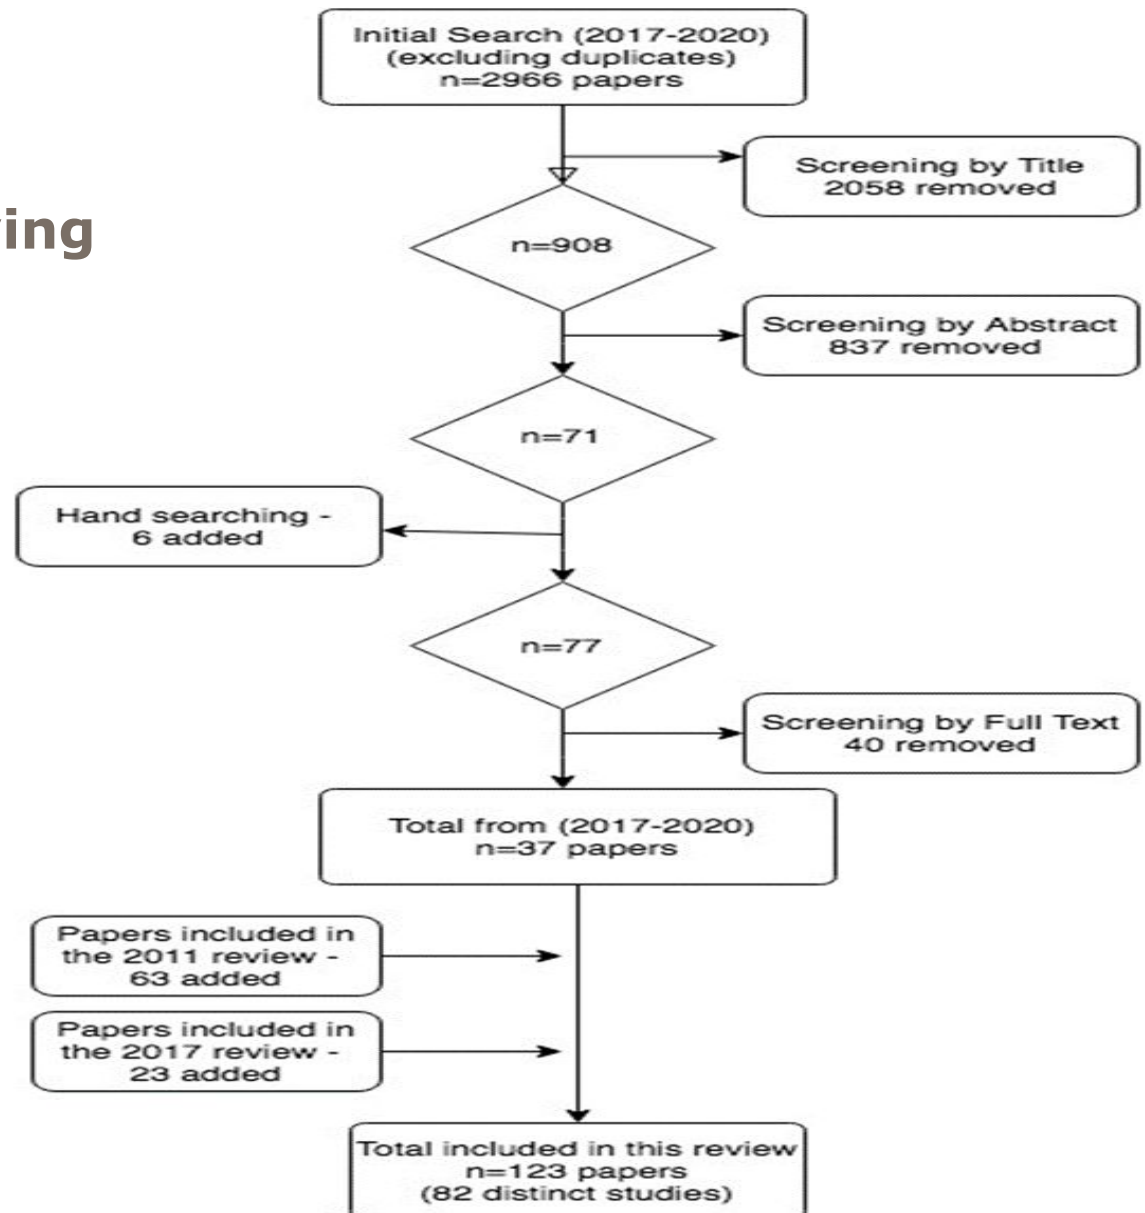 Initial Search (2017-2020)
(excluding duplicates)
n=2966 papers
Screening by Title
2058 removed
n=908
Screening by Abstract
837 removed
n=71
Hand searching -
6 added
n=77
Screening by Full Text
40 removed
Total from (2017-2020)
n=37 papers
Papers included in
the 2011 review -
63 added
Papers included in
the 2017 review -
23 added
Total included in this review
n=123 papers
(82 distinct studies)